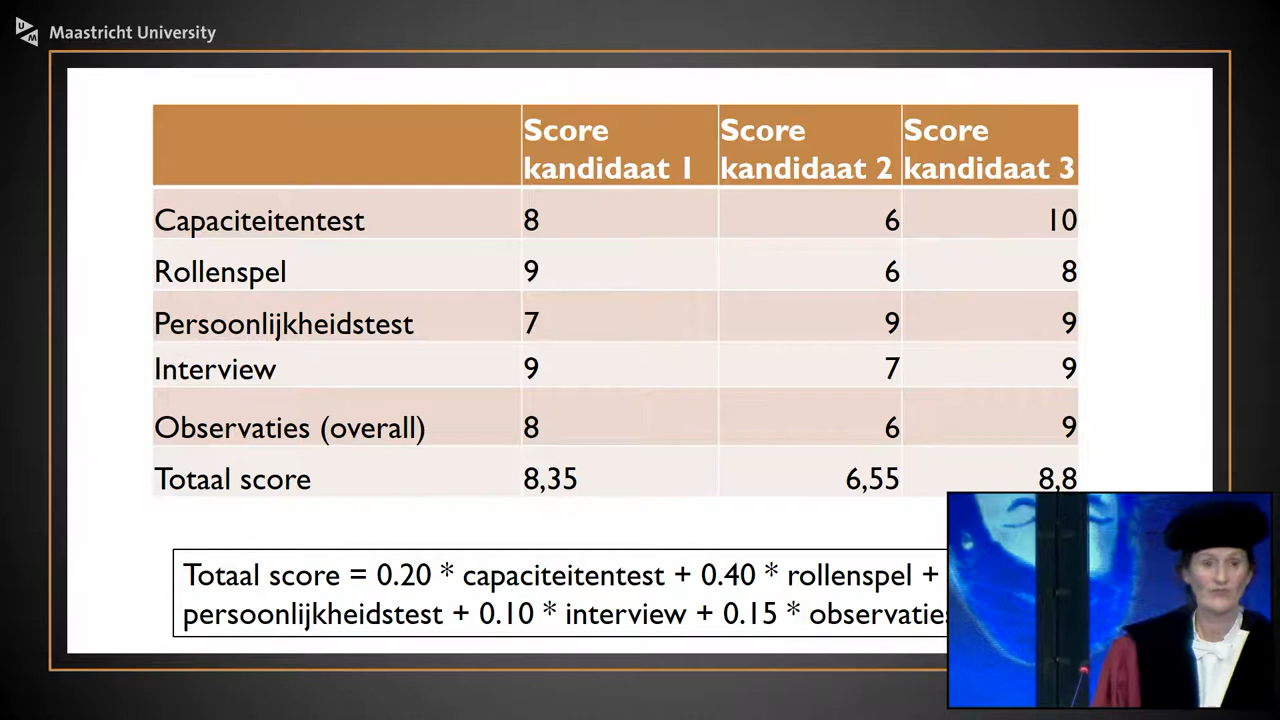 Maastricht University
Score kandidaat 1 Score kandidaat 2 Score kandidaat 3
Capaciteitentest 8 6 10
Rollenspel 9 6 8
Persoonlijkheidstest 7 9 9
Interview 9 7 9
Observaties (overall) 8 6 9
Totaal score 8,35 6,55 8,8
Totaal score = 0.20 * capaciteitentest + 0.40 * rollenspel +
persoonlijkheidstest + 0.10 * interview + 0.15 * observaties